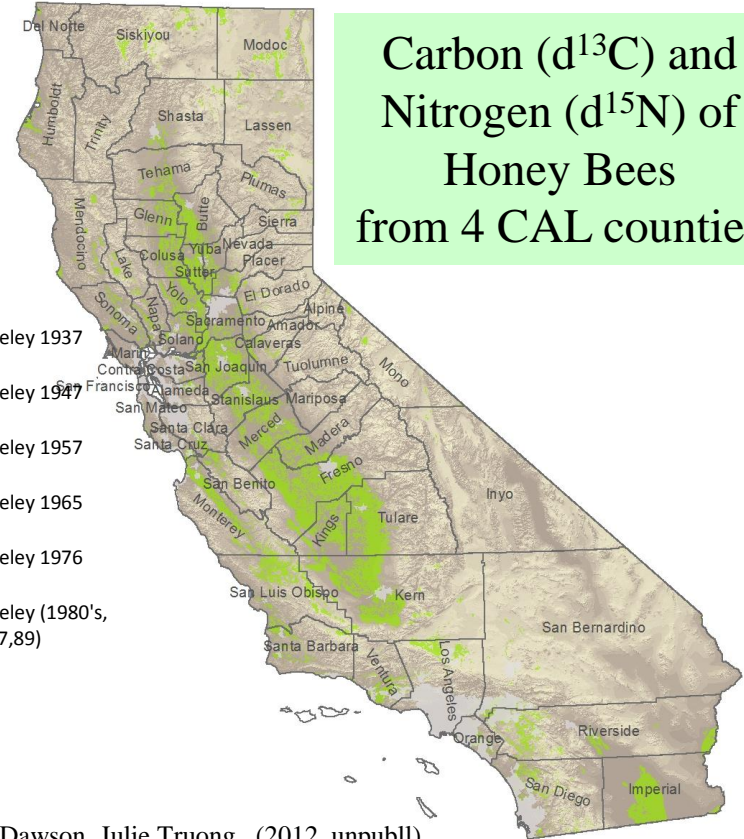 Carbon (d¹³C) and
Nitrogen (d¹⁵N) of
Honey Bees
from 4 CAL countie
Del Norte
Siskiyou
Modoc
Humboldt
Trinity
Shasta
Lassen
Tehama
Plumas
Mendocino
Glenn
Butte
Sierra
Lake
Colusa
Yuba
Nevada
Placer
Sutter
Yolo
El Dorado
Sonoma
Napa
Alpine
Sacramento
Amador
Solano
Calaveras
eley 1937
Marin
Contra Costa
San Joaquin
Tuolumne
Mono
San Francisco
eley 1947
Alameda
Stanislaus
Mariposa
San Mateo
Santa Clara
Merced
Madera
Santa Cruz
eley 1957
Fresno
San Benito
Inyo
eley 1965
Monterey
Kings
Tulare
eley 1976
San Luis Obispo
Kern
eley (1980's,
7,89)
San Bernardino
Santa Barbara
Ventura
Los Angeles
Orange
Riverside
San Diego
Imperial
Dawson, Julie Truong (2012, unpubll)